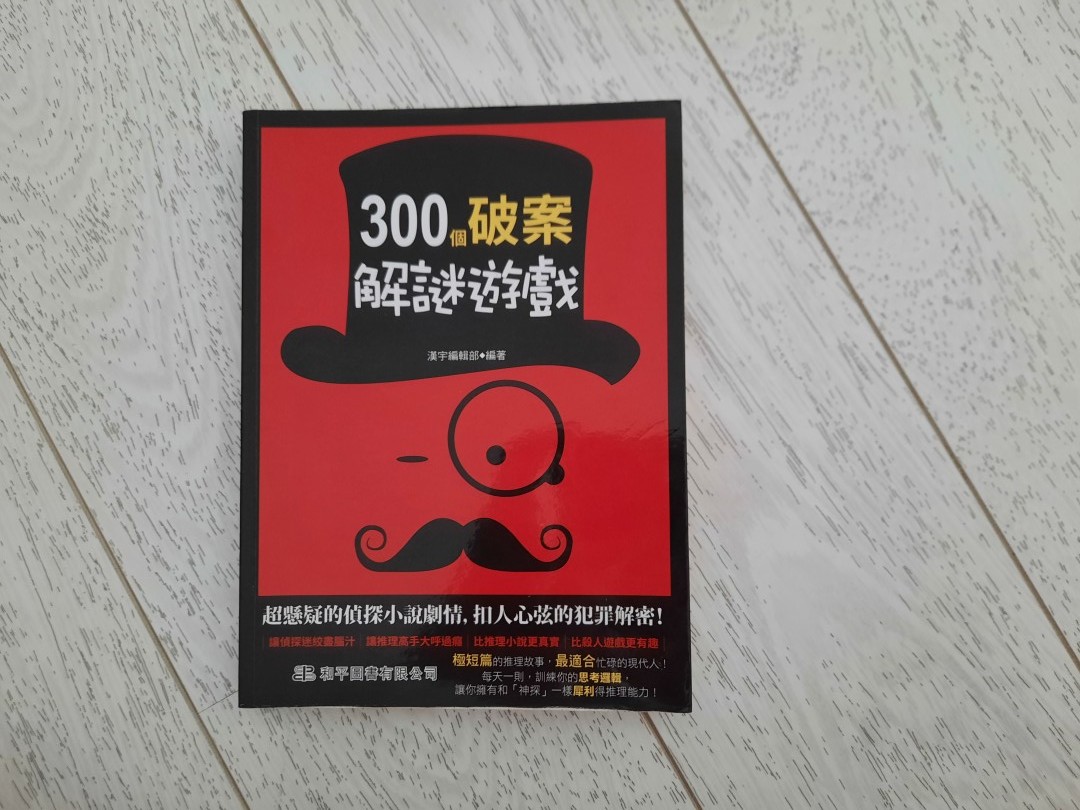 300個破案
解謎遊戲
漢宇編輯部◆編著
超懸疑的偵探小說劇情,扣人心弦的犯罪解密!
讓偵探迷絞盡腦汁|讓推理高手大呼過癮|比推理小說更真實|比殺人遊戲更有趣
極短篇的推理故事,最適合忙碌的現代人!
每天一則,訓練你的思考邏輯,
讓你擁有和「神探」一樣犀利得推理能力!
和平圖書有限公司